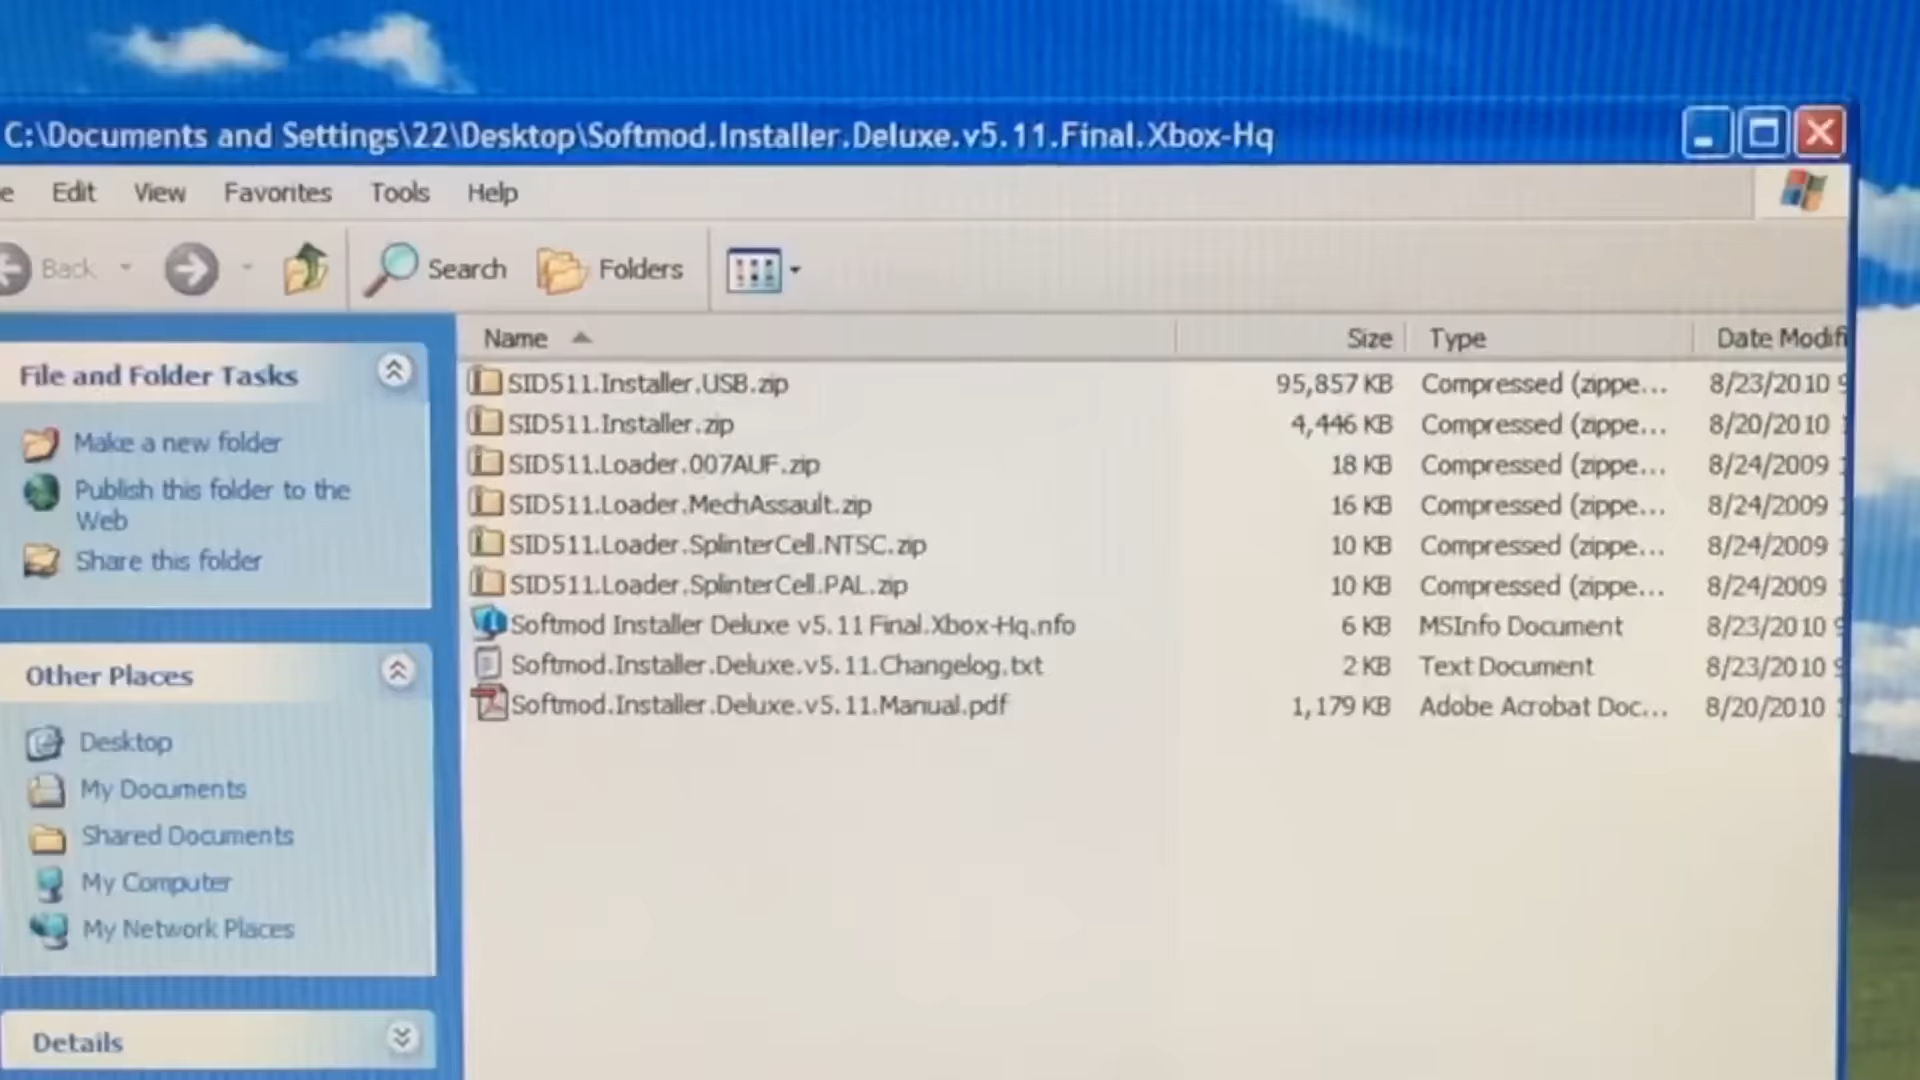 C:\Documents and Settings\22\Desktop\Softmod.Installer.Deluxe.v5.11.Final.Xbox-Hq
e Edit View Favorites Tools Help
Back Search Folders
Name Size Type Date Modifi
File and Folder Tasks
Make a new folder
Publish this folder to the
Web
Share this folder
Other Places
Desktop
My Documents
Shared Documents
My Computer
My Network Places
Details
SID511.Installer.USB.zip 95,857 KB Compressed (zippe... 8/23/2010 9
SID511.Installer.zip 4,446 KB Compressed (zippe... 8/20/2010 1
SID511.Loader.007AUF.zip 18 KB Compressed (zippe... 8/24/2009 1
SID511.Loader.MechAssault.zip 16 KB Compressed (zippe... 8/24/2009 1
SID511.Loader.SplinterCell.NTSC.zip 10 KB Compressed (zippe... 8/24/2009 1
SID511.Loader.SplinterCell.PAL.zip 10 KB Compressed (zippe... 8/24/2009 1
Softmod Installer Deluxe v5.11 Final.Xbox-Hq.nfo 6 KB MSInfo Document 8/23/2010 9
Softmod.Installer.Deluxe.v5.11.Changelog.txt 2 KB Text Document 8/23/2010 9
Softmod.Installer.Deluxe.v5.11.Manual.pdf 1,179 KB Adobe Acrobat Doc... 8/20/2010 1